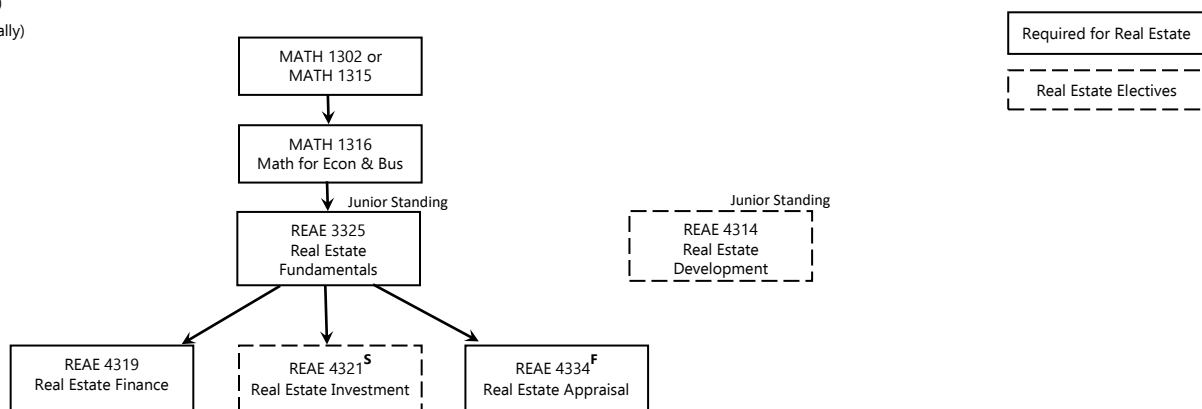 ally)
Required for Real Estate
Real Estate Electives
MATH 1302 or
MATH 1315
MATH 1316
Math for Econ & Bus
Junior Standing
REAE 3325
Real Estate
Fundamentals
Junior Standing
REAE 4314
Real Estate
Development
REAE 4319
Real Estate Finance
REAE 4321S
Real Estate Investment
REAE 4334F
Real Estate Appraisal